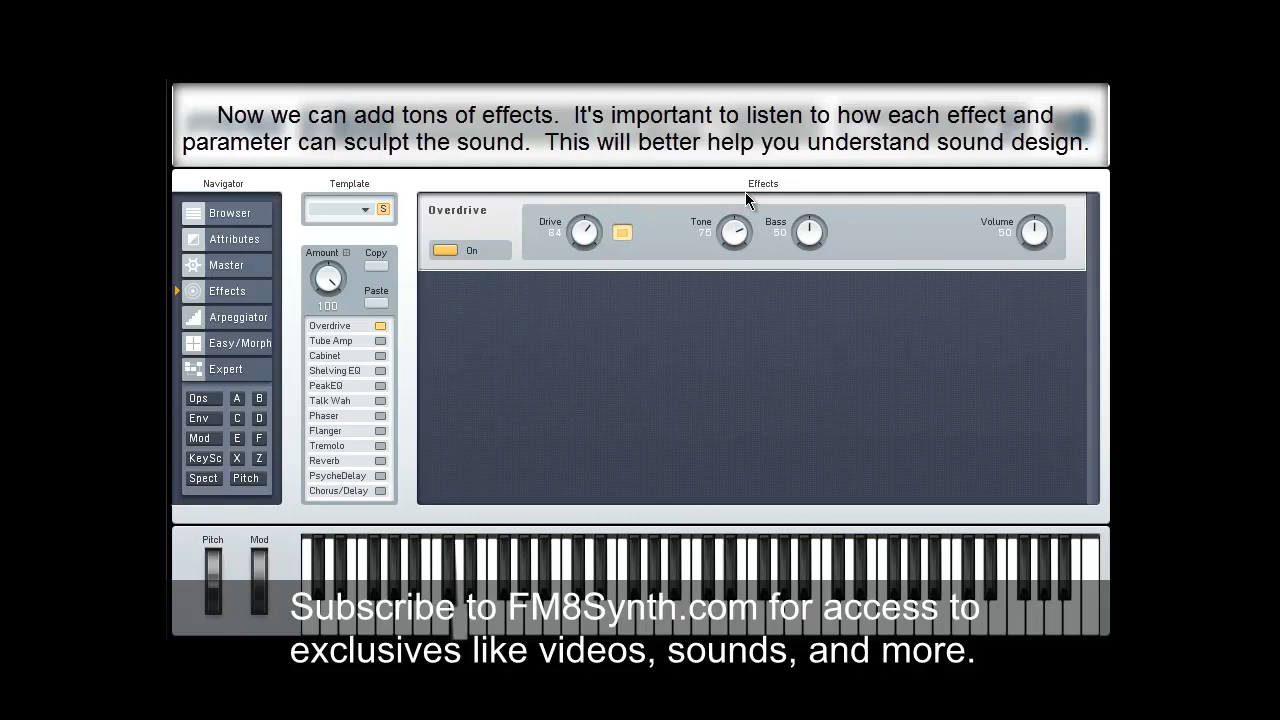 Now we can add tons of effects.  It's important to listen to how each effect and
parameter can sculpt the sound.  This will better help you understand sound design.
Navigator
Template
Effects
Browser
Attributes
Master
Effects
Arpeggiator
Easy/Morph
Expert
Ops A B
Env C D
Mod E F
KeySc X Z
Spect Pitch
S
Amount Copy
Paste
100
Overdrive
Tube Amp
Cabinet
Shelving EQ
PeakEQ
Talk Wah
Phaser
Flanger
Tremolo
Reverb
PsycheDelay
Chorus/Delay
Overdrive
On
Drive
84
Tone
75
Bass
50
Volume
50
Pitch Mod
Subscribe to FM8Synth.com for access to
exclusives like videos, sounds, and more.